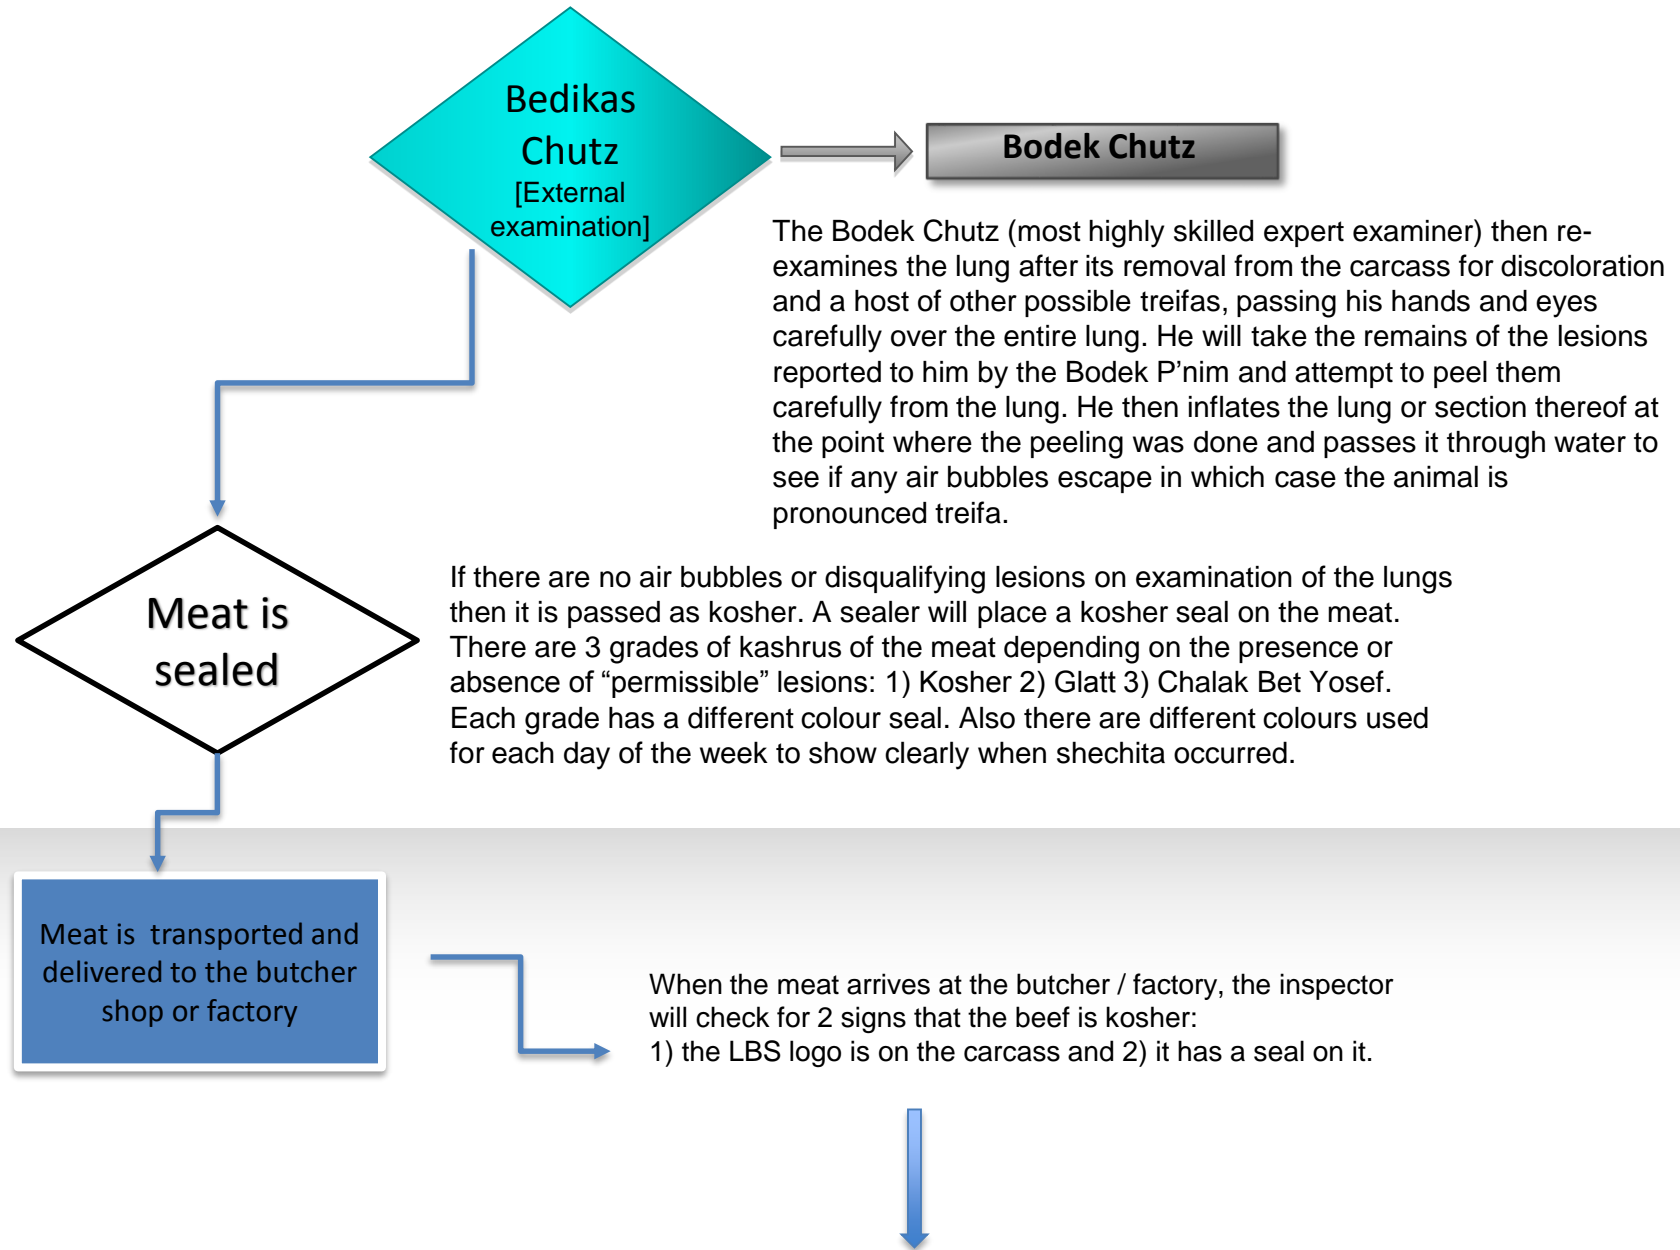 Bedikas
Chutz
[External
examination]
Bodek Chutz
The Bodek Chutz (most highly skilled expert examiner) then re-
examines the lung after its removal from the carcass for discoloration
and a host of other possible treifas, passing his hands and eyes
carefully over the entire lung. He will take the remains of the lesions
reported to him by the Bodek P’nim and attempt to peel them
carefully from the lung. He then inflates the lung or section thereof at
the point where the peeling was done and passes it through water to
see if any air bubbles escape in which case the animal is
pronounced treifa.
Meat is
sealed
If there are no air bubbles or disqualifying lesions on examination of the lungs
then it is passed as kosher. A sealer will place a kosher seal on the meat.
There are 3 grades of kashrus of the meat depending on the presence or
absence of “permissible” lesions: 1) Kosher 2) Glatt 3) Chalak Bet Yosef.
Each grade has a different colour seal. Also there are different colours used
for each day of the week to show clearly when shechita occurred.
Meat is  transported and
delivered to the butcher
shop or factory
When the meat arrives at the butcher / factory, the inspector
will check for 2 signs that the beef is kosher:
1) the LBS logo is on the carcass and 2) it has a seal on it.